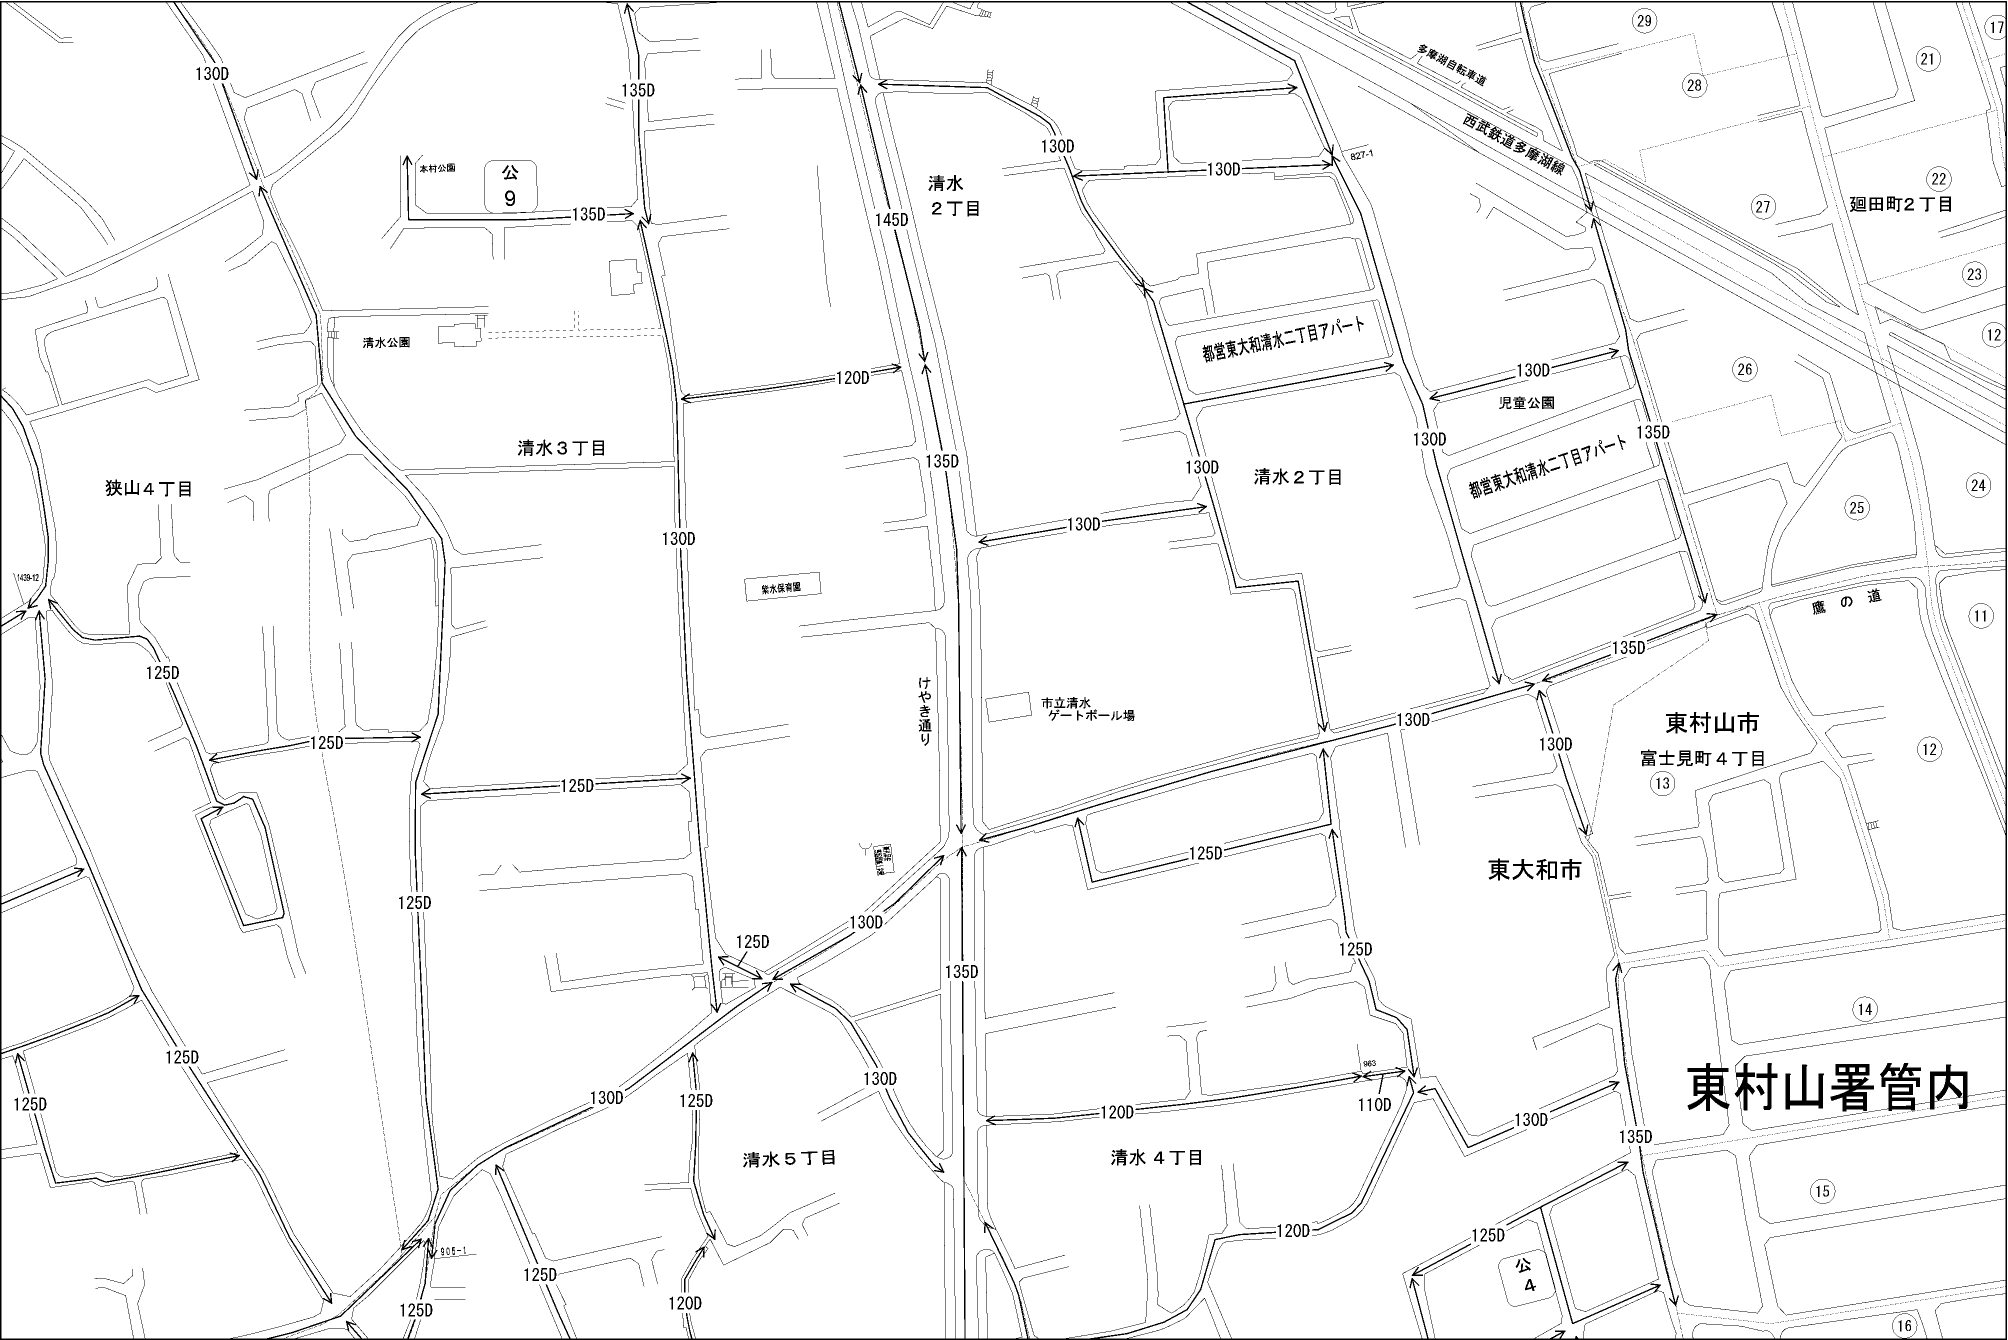 29
17
多摩湖自転車道
21
130D
28
135D
西武鉄道多摩湖線
130D
827-1
本村公園
公
9
130D
22
清水
2丁目
27
廻田町2丁目
135D
145D
23
都営東大和清水二丁目アパート
12
清水公園
120D
130D
26
児童公園
135D
130D
清水3丁目
135D
都営東大和清水二丁目アパート
130D
清水2丁目
狭山4丁目
24
25
130D
130D
1439-12
紫水保育園
鷹の道
11
135D
125D
けやき通り
市立清水
ゲートボール場
130D
東村山市
125D
130D
富士見町4丁目
12
13
125D
125D
東大和市
125D
130D
125D
125D
135D
14
125D
963
130D
東村山署管内
130D
125D
125D
120D
110D
130D
135D
清水5丁目
清水4丁目
15
120D
125D
905-1
125D
公
4
120D
125D
16